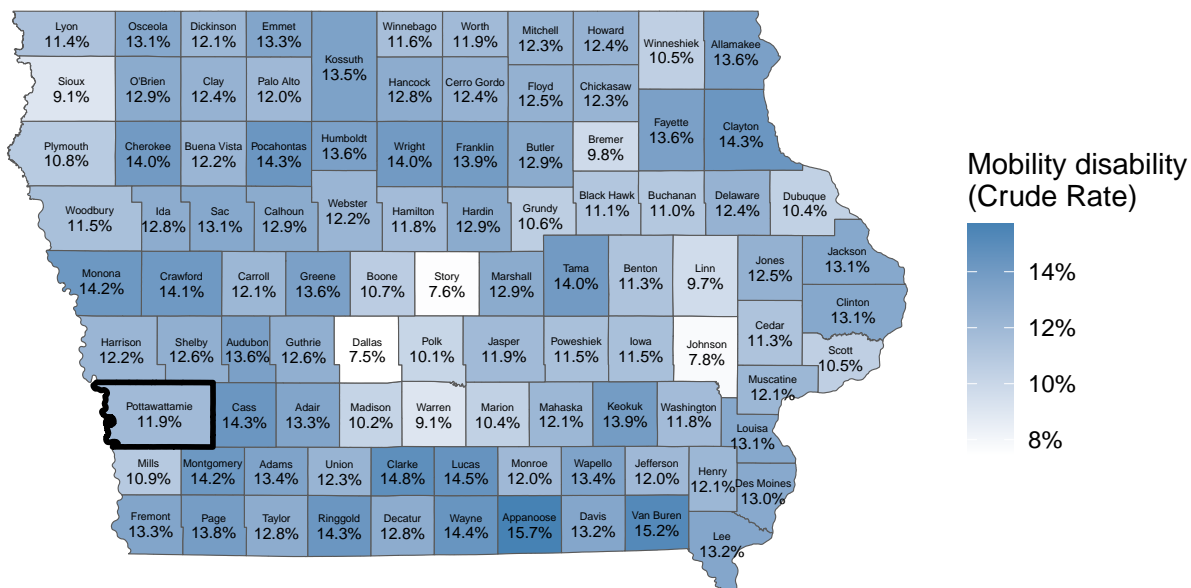 Lyon
11.4%
Osceola
13.1%
Dickinson
12.1%
Emmet
13.3%
Kossuth
13.5%
Winnebago
11.6%
Worth
11.9%
Mitchell
12.3%
Howard
12.4%
Winneshiek
10.5%
Allamakee
13.6%
Sioux
9.1%
O'Brien
12.9%
Clay
12.4%
Palo Alto
12.0%
Hancock
12.8%
Cerro Gordo
12.4%
Floyd
12.5%
Chickasaw
12.3%
Fayette
13.6%
Clayton
14.3%
Plymouth
10.8%
Cherokee
14.0%
Buena Vista
12.2%
Pocahontas
14.3%
Humboldt
13.6%
Wright
14.0%
Franklin
13.9%
Butler
12.9%
Bremer
9.8%
Woodbury
11.5%
Ida
12.8%
Sac
13.1%
Calhoun
12.9%
Webster
12.2%
Hamilton
11.8%
Hardin
12.9%
Grundy
10.6%
Black Hawk
11.1%
Buchanan
11.0%
Delaware
12.4%
Dubuque
10.4%
Monona
14.2%
Crawford
14.1%
Carroll
12.1%
Greene
13.6%
Boone
10.7%
Story
7.6%
Marshall
12.9%
Tama
14.0%
Benton
11.3%
Linn
9.7%
Jones
12.5%
Jackson
13.1%
Clinton
13.1%
Harrison
12.2%
Shelby
12.6%
Audubon
13.6%
Guthrie
12.6%
Dallas
7.5%
Polk
10.1%
Jasper
11.9%
Poweshiek
11.5%
Iowa
11.5%
Johnson
7.8%
Cedar
11.3%
Scott
10.5%
Muscatine
12.1%
Pottawattamie
11.9%
Cass
14.3%
Adair
13.3%
Madison
10.2%
Warren
9.1%
Marion
10.4%
Mahaska
12.1%
Keokuk
13.9%
Washington
11.8%
Louisa
13.1%
Mills
10.9%
Montgomery
14.2%
Adams
13.4%
Union
12.3%
Clarke
14.8%
Lucas
14.5%
Monroe
12.0%
Wapello
13.4%
Jefferson
12.0%
Henry
12.1%
Des Moines
13.0%
Fremont
13.3%
Page
13.8%
Taylor
12.8%
Ringgold
14.3%
Decatur
12.8%
Wayne
14.4%
Appanoose
15.7%
Davis
13.2%
Van Buren
15.2%
Lee
13.2%
Mobility disability
(Crude Rate)
14%
12%
10%
8%